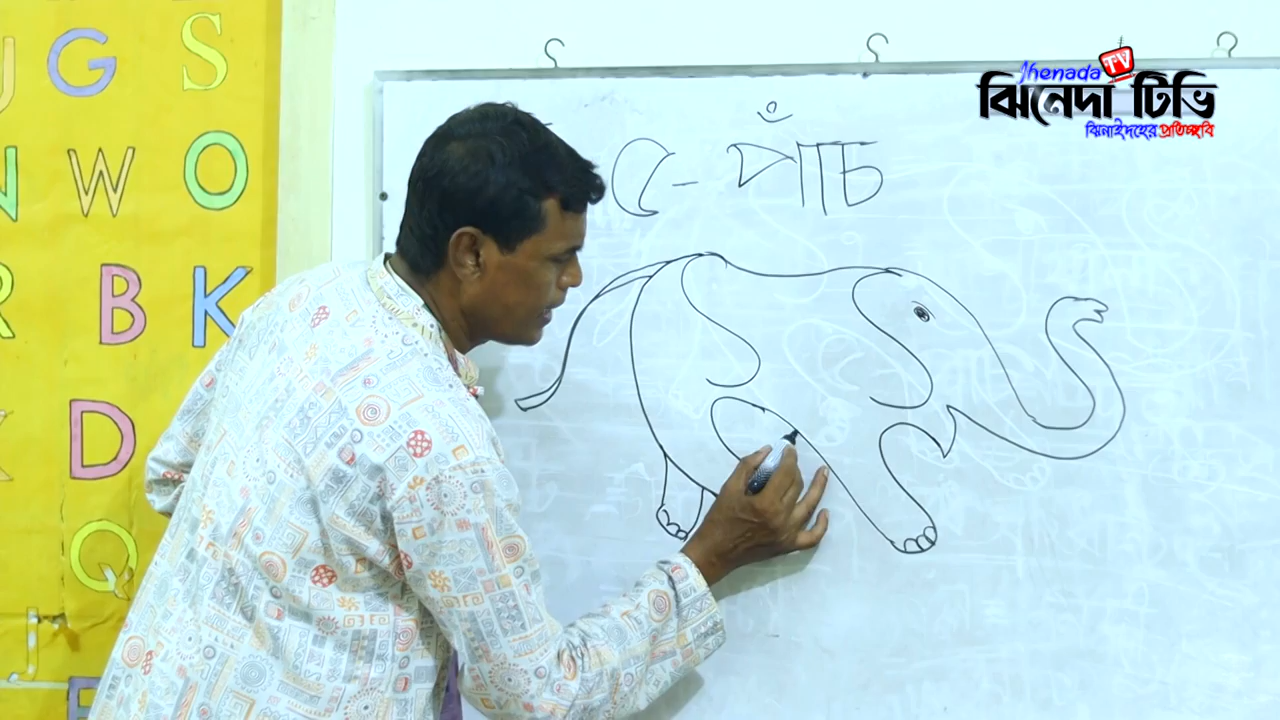 J G S
N W O
R B K
D
Q
E
৫ - পাঁচ
Jhenada TV
ঝিনেদা টিভি
ঝিনাইদহের প্রতিচ্ছবি